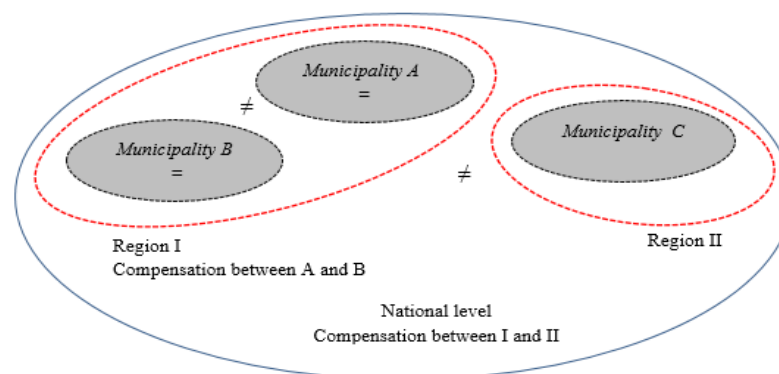 Municipality A
=
≠
Municipality B
=
Municipality C
≠
Region I
Compensation between A and B
Region II
National level
Compensation between I and II